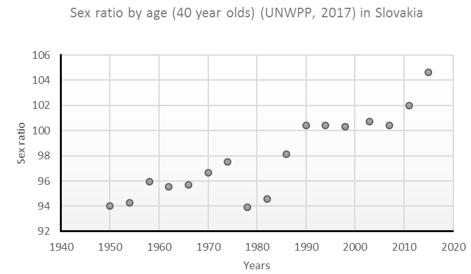 Sex ratio by age (40 year olds) (UNWPP, 2017) in Slovakia
106
104
102
100
98
96
94
92
Sex ratio
1940 1950 1960 1970 1980 1990 2000 2010 2020
Years